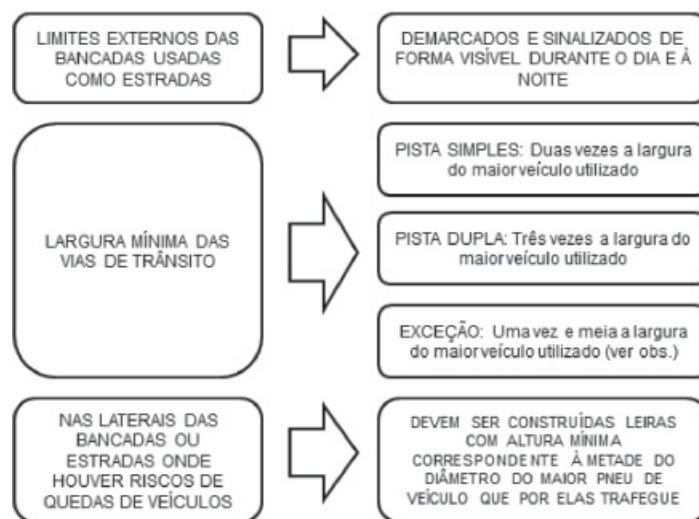 LIMITES EXTERNOS DAS
BANCADAS USADAS
COMO ESTRADAS
DEMARCADOS E SINALIZADOS DE
FORMA VISÍVEL DURANTE O DIA E À
NOITE
LARGURA MÍNIMA DAS
VIAS DE TRÂNSITO
PISTA SIMPLES: Duas vezes a largura
do maior veículo utilizado
PISTA DUPLA: Três vezes a largura do
maior veículo utilizado
EXCEÇÃO: Uma vez e meia a largura
do maior veículo utilizado (ver obs.)
NAS LATERAIS DAS
BANCADAS OU
ESTRADAS ONDE
HOUVER RISCOS DE
QUEDAS DE VEÍCULOS
DEVEM SER CONSTRUÍDAS LEIRAS
COM ALTURA MÍNIMA
CORRESPONDENTE À METADE DO
DIÂMETRO DO MAIOR PNEU DE
VEÍCULO QUE POR ELAS TRAFEGUE